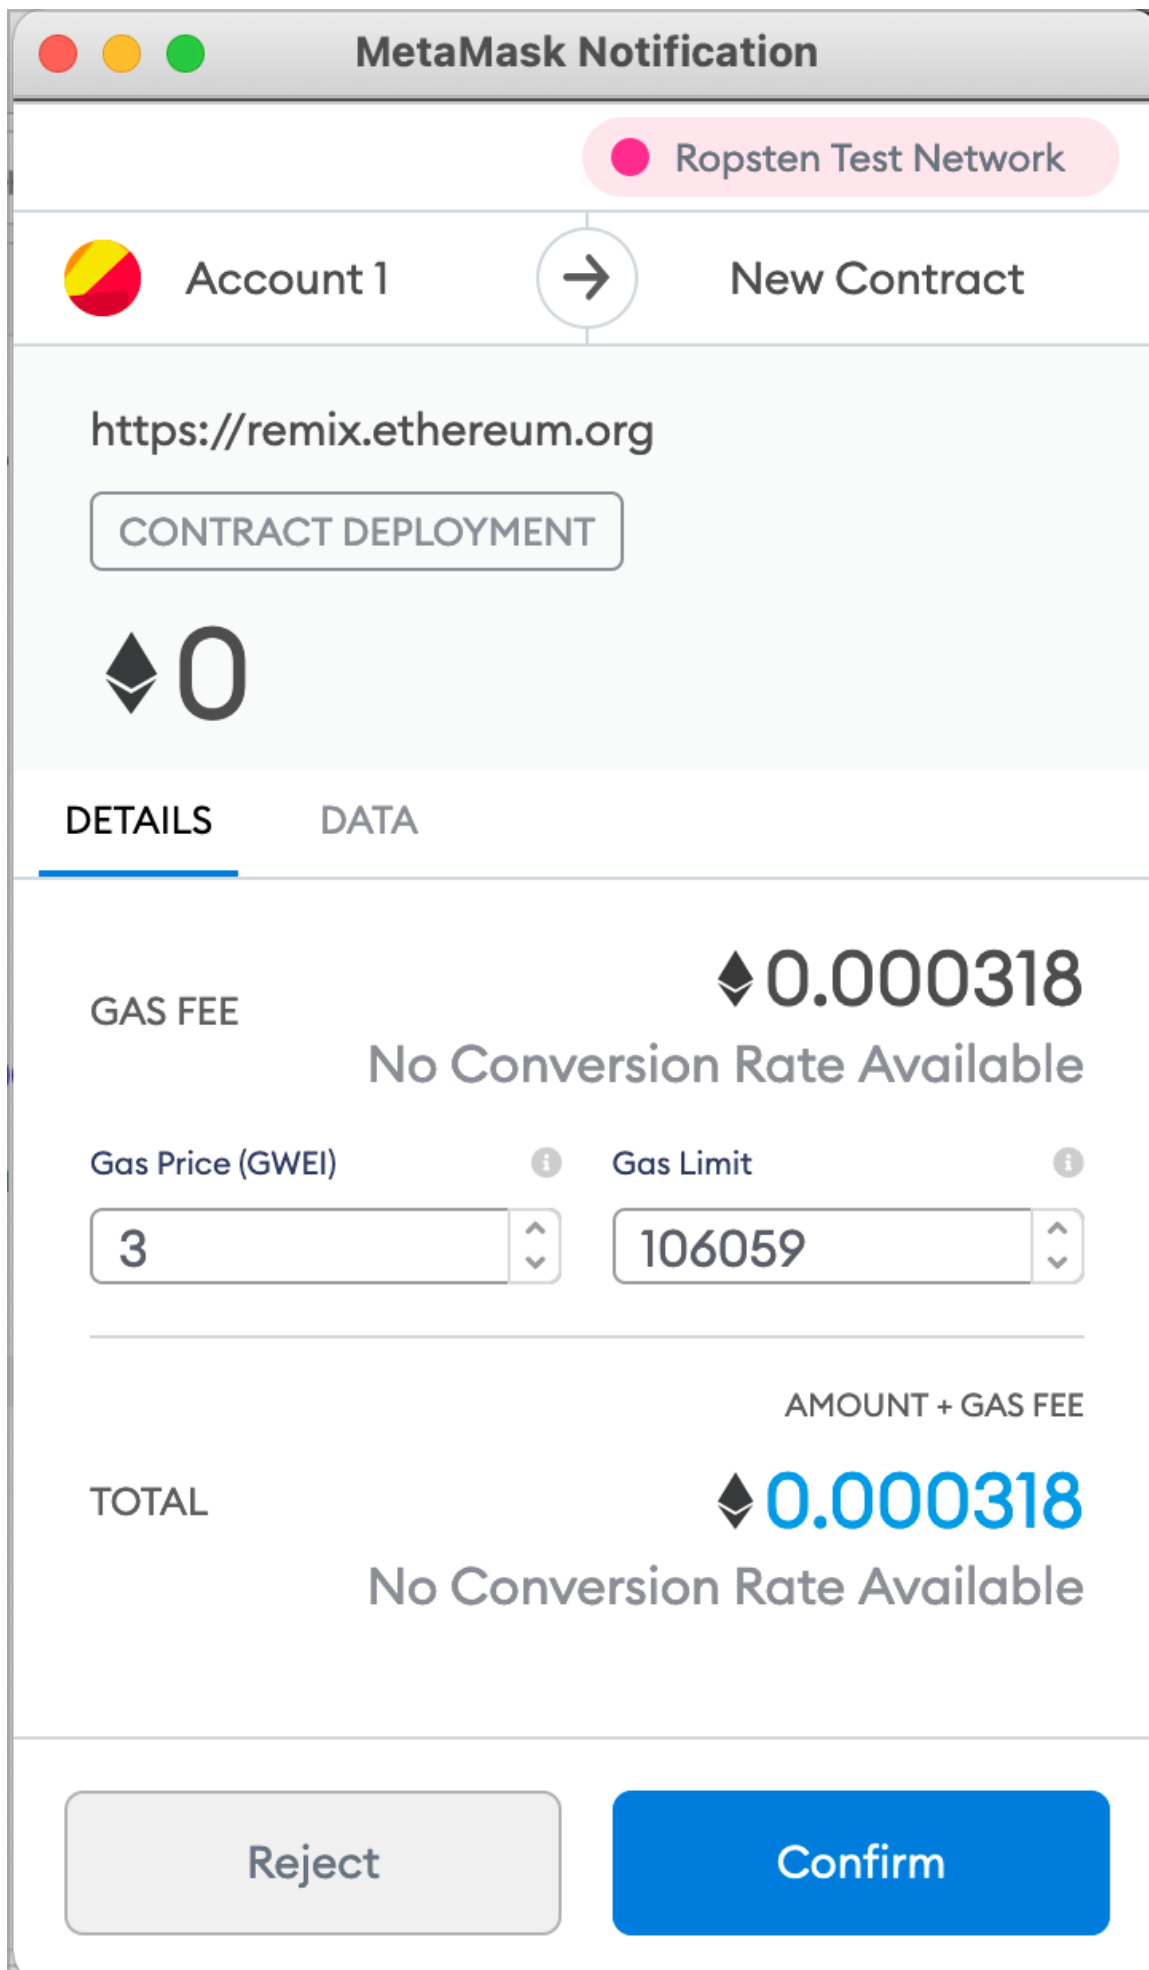 MetaMask Notification
Ropsten Test Network
Account 1
New Contract
https://remix.ethereum.org
CONTRACT DEPLOYMENT
0
DETAILS
DATA
GAS FEE
0.000318
No Conversion Rate Available
Gas Price (GWEI)
Gas Limit
3
106059
AMOUNT + GAS FEE
TOTAL
0.000318
No Conversion Rate Available
Reject
Confirm